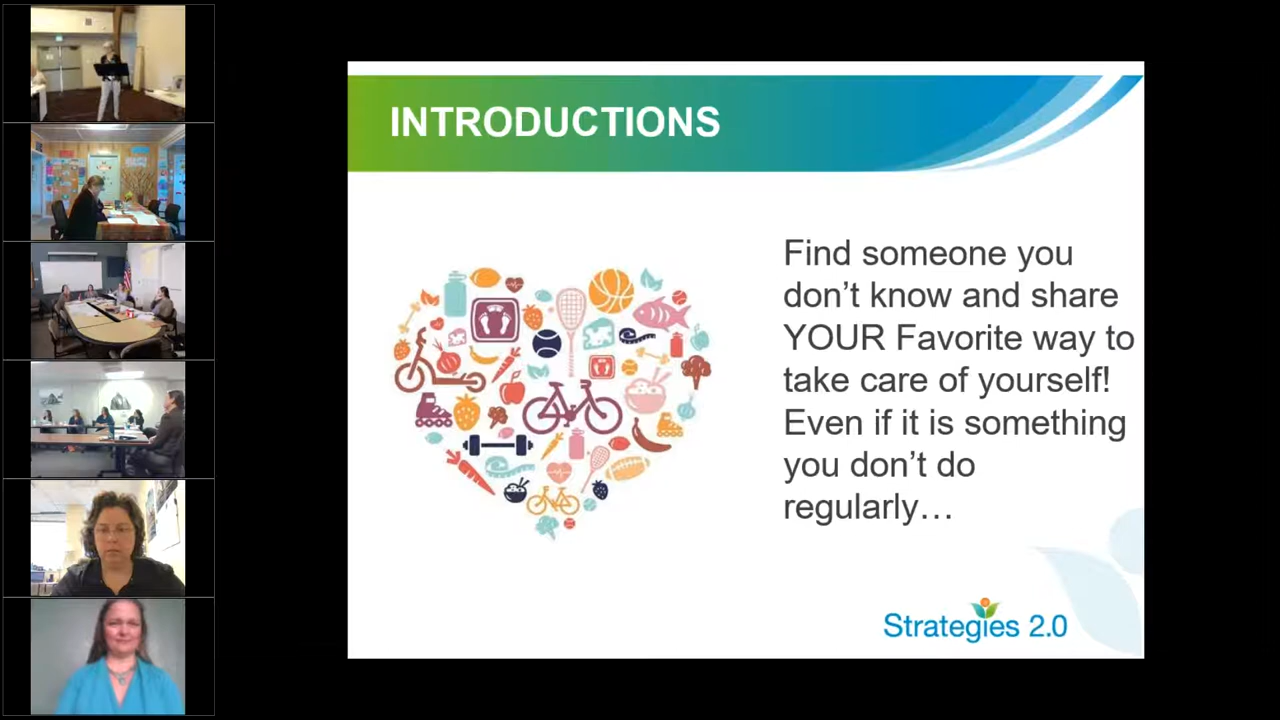 INTRODUCTIONS
Find someone you
don’t know and share
YOUR Favorite way to
take care of yourself!
Even if it is something
you don’t do
regularly…
Strategies 2.0